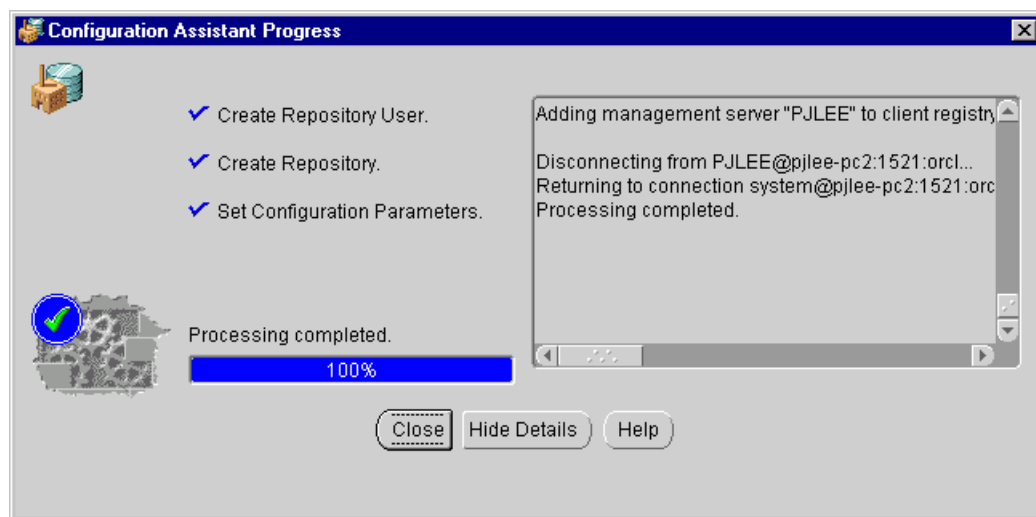 Configuration Assistant Progress
Create Repository User.
Create Repository.
Set Configuration Parameters.
Processing completed.
100%
Adding management server "PJLEE" to client registry
Disconnecting from PJLEE@pjlee-pc2:1521:orcl...
Returning to connection system@pjlee-pc2:1521:orc
Processing completed.
Close Hide Details Help